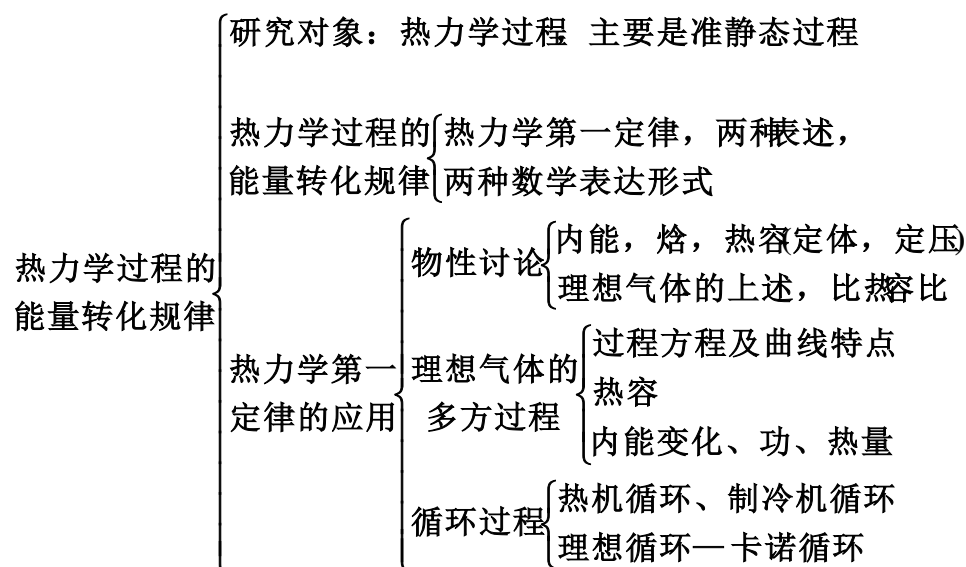 研究对象：热力学过程，主要是准静态过程
热力学过程的
能量转化规律
热力学第一定律，两种表述，
两种数学表达形式
热力学过程的
能量转化规律
热力学第一
定律的应用
物性讨论
内能，焓，热容(定体，定压)
理想气体的上述，比热容比
理想气体的
多方过程
过程方程及曲线特点
热容
内能变化、功、热量
循环过程
热机循环、制冷机循环
理想循环—卡诺循环